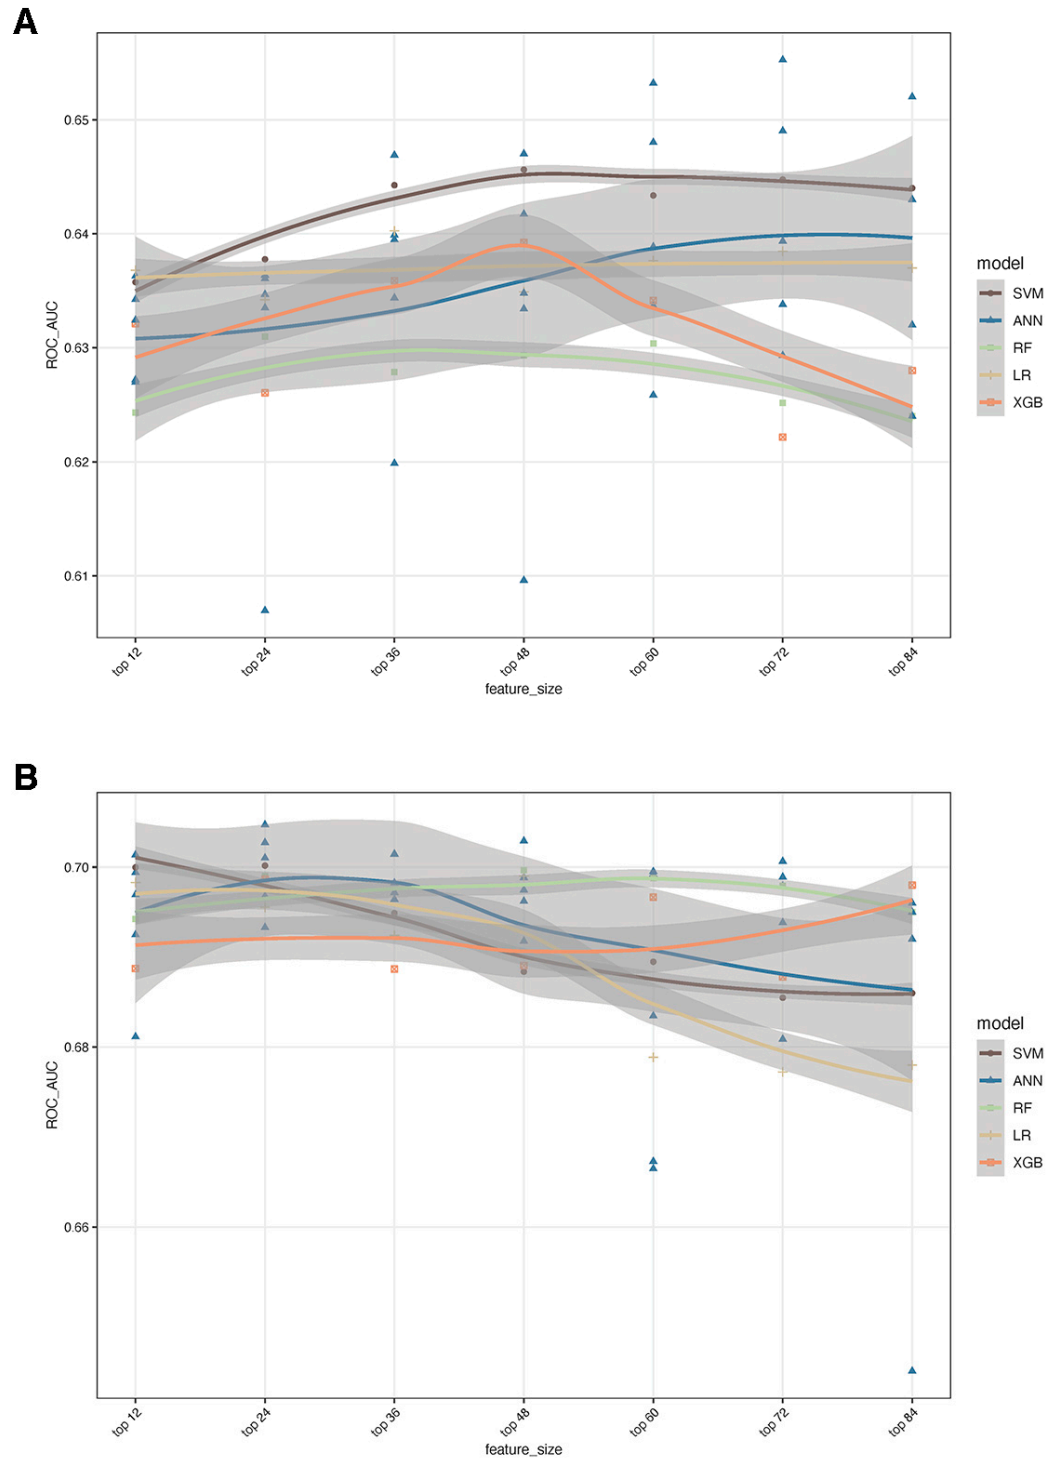 A
ROC_AUC
0.65
0.64
0.63
0.62
0.61
top 12
top 24
top 36
top 48
top 60
top 72
top 84
feature_size
model
SVM
ANN
RF
LR
XGB
B
ROC_AUC
0.70
0.68
0.66
top 12
top 24
top 36
top 48
top 60
top 72
top 84
feature_size
model
SVM
ANN
RF
LR
XGB